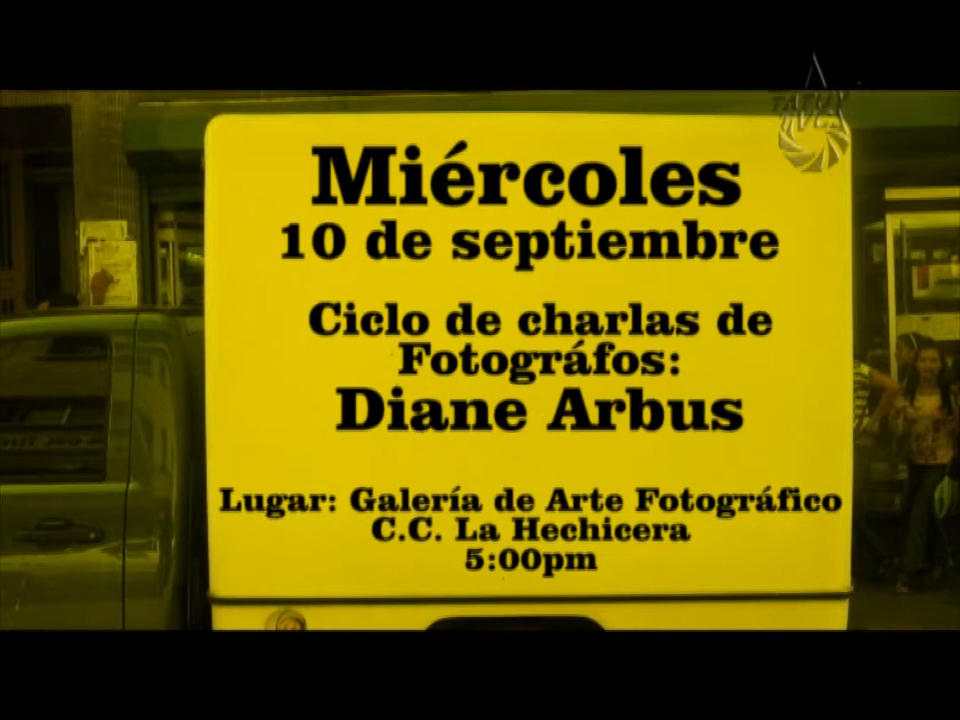 Miércoles
10 de septiembre
Ciclo de charlas de
Fotográfos:
Diane Arbus
Lugar: Galería de Arte Fotográfico
C.C. La Hechicera
5:00pm